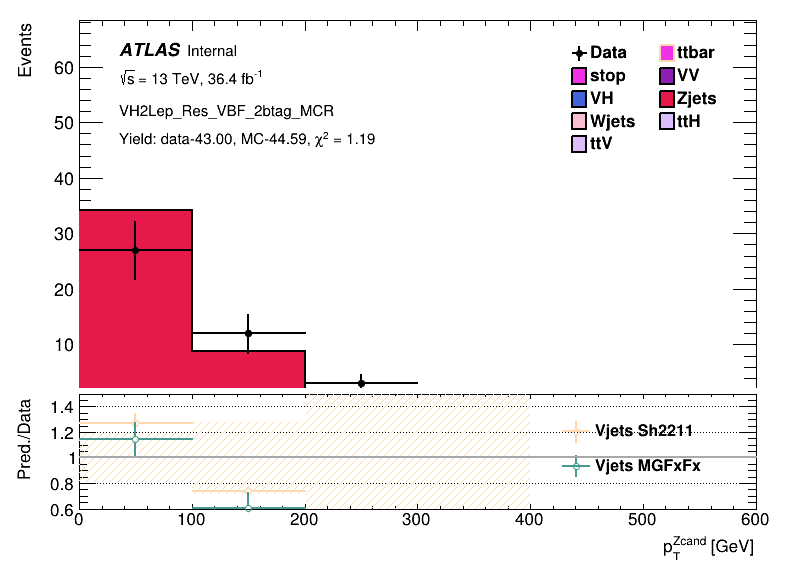 Events
60
50
40
30
20
10
ATLAS Internal
√s = 13 TeV, 36.4 fb⁻¹
VH2Lep_Res_VBF_2btag_MCR
Yield: data-43.00, MC-44.59, χ² = 1.19
Data
ttbar
stop
VV
VH
Zjets
Wjets
ttH
ttV
Pred./Data
1.4
1.2
1
0.8
0.6
Vjets Sh2211
Vjets MGFxFx
0 100 200 300 400 500 600
p_T^Zcand [GeV]